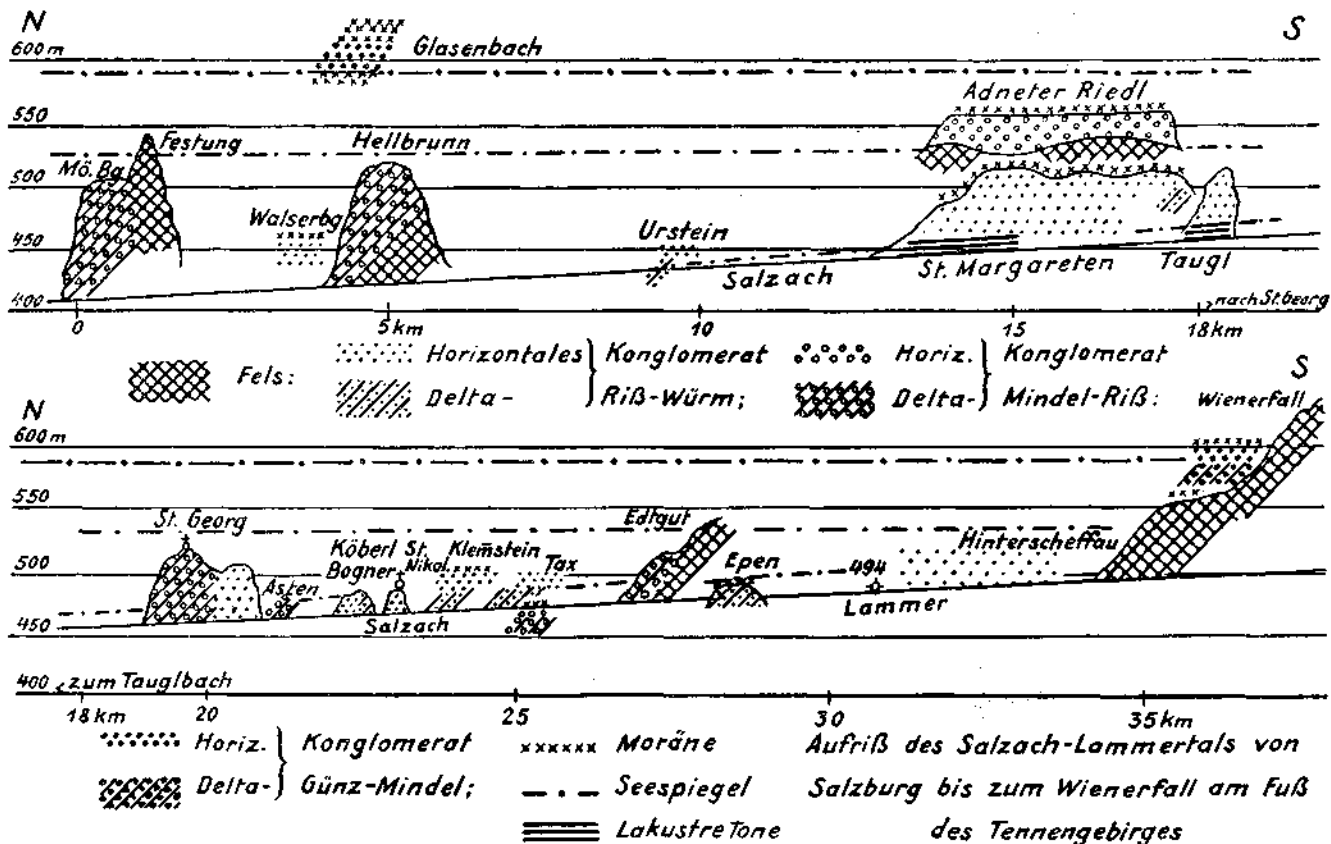 N S
600 m Glasenbach
Adneter Riedl
550
Festung Hellbrunn
Mö. Bg.
500
Walserbg.
Urstein
450
Salzach St. Margareten Taugl
400 nach St. Georg
0 5 km 10 15 18 km
Fels: Horizontales Konglomerat Horiz. Konglomerat
Delta- Riß-Würm; Delta- Mindel-Riß:
N S
Wienerfall
600 m
550
St. Georg Edtgut
Köberl St. Klemstein
Bogner Nikol. Tax Epen Hinterscheffau
500 494
Asten
Salzach Lammer
450
400 zum Tauglbach
18 km 20 25 30 35 km
Horiz. Konglomerat Moräne Aufriß des Salzach-Lammertals von
Delta- Günz-Mindel; Seespiegel Salzburg bis zum Wienerfall am Fuß
Lakustre Tone des Tennengebirges